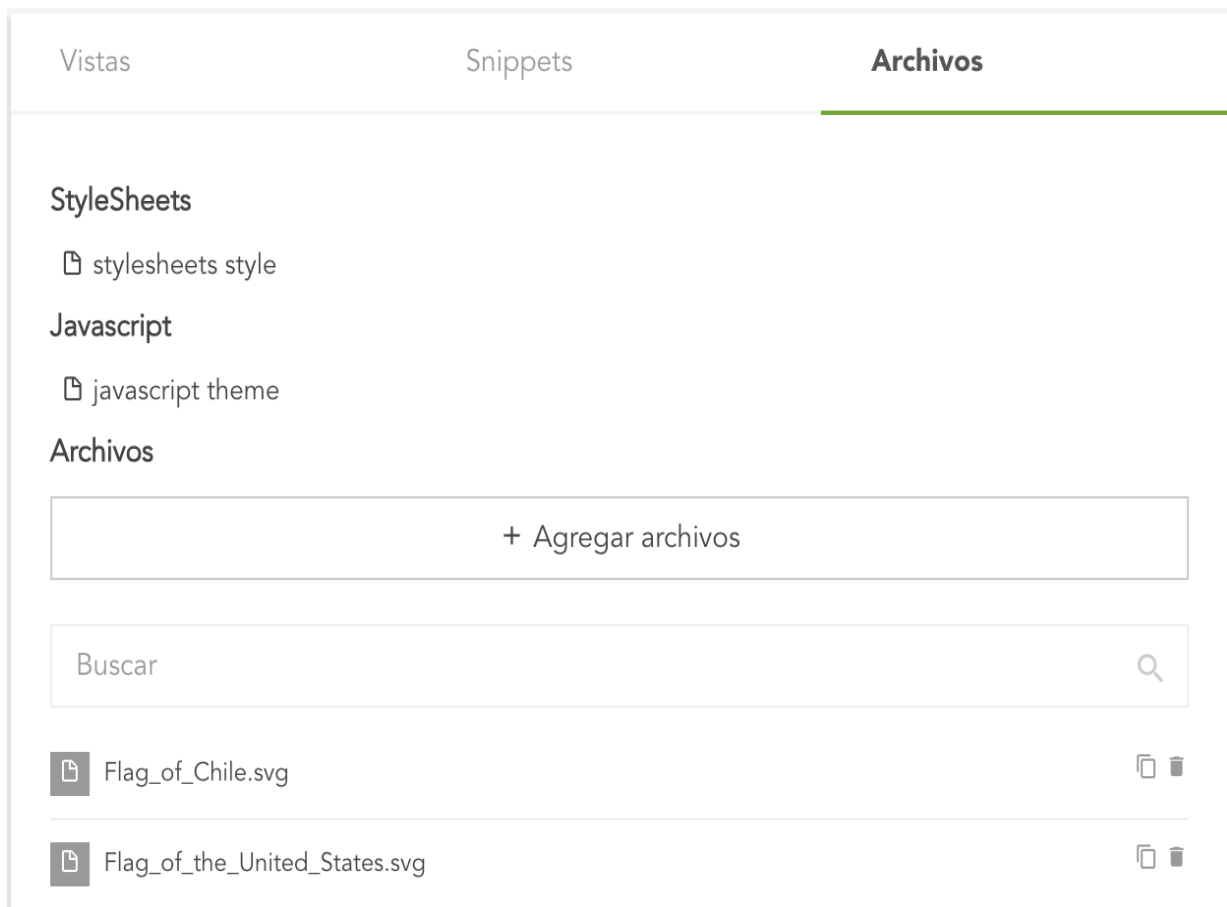 Vistas Snippets Archivos
StyleSheets
stylesheets style
Javascript
javascript theme
Archivos
+ Agregar archivos
Buscar
Flag_of_Chile.svg
Flag_of_the_United_States.svg